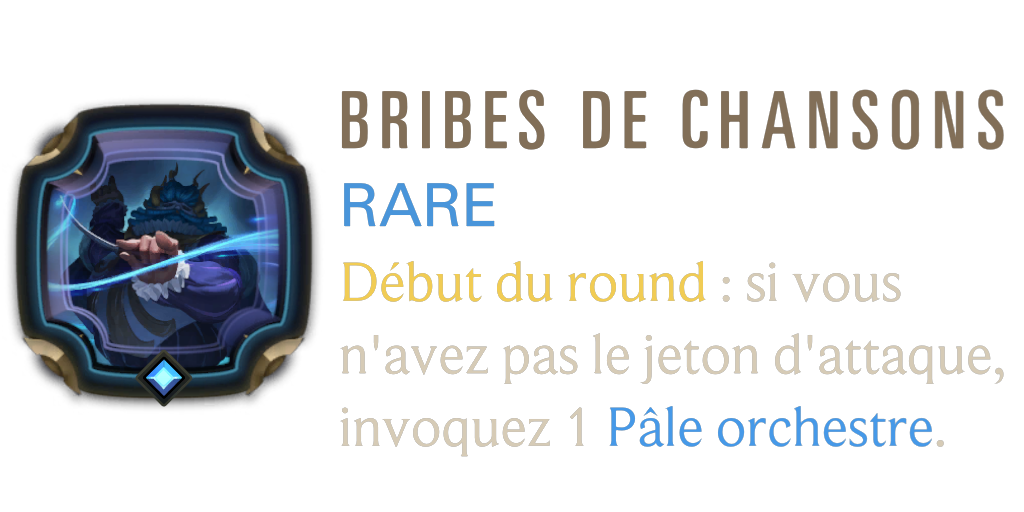 BRIBES DE CHANSONS
RARE
Début du round : si vous
n'avez pas le jeton d'attaque,
invoquez 1 Pâle orchestre.